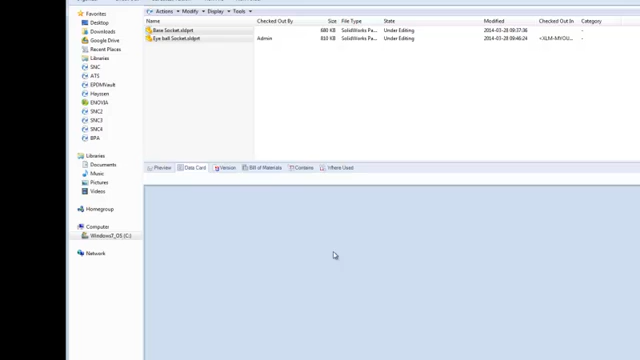 Favorites
Desktop
Downloads
Google Drive
Recent Places
Libraries
SNC
ATS
EPDMVault
Hayssen
ENOVIA
SNC2
SNC3
SNC4
BPA
Libraries
Documents
Music
Pictures
Videos
Homegroup
Computer
Windows7_OS (C:)
Network
Actions Modify Display Tools
Name Checked Out By Size File Type State Modified Checked Out In Category
Base Socket.sldprt 680 KB SolidWorks Pa... Under Editing 2014-03-28 09:37:36 -
Eye ball Socket.sldprt Admin 810 KB SolidWorks Pa... Under Editing 2014-03-28 09:46:24 <XLM-MYOU... -
Preview Data Card Version Bill of Materials Contains Where Used